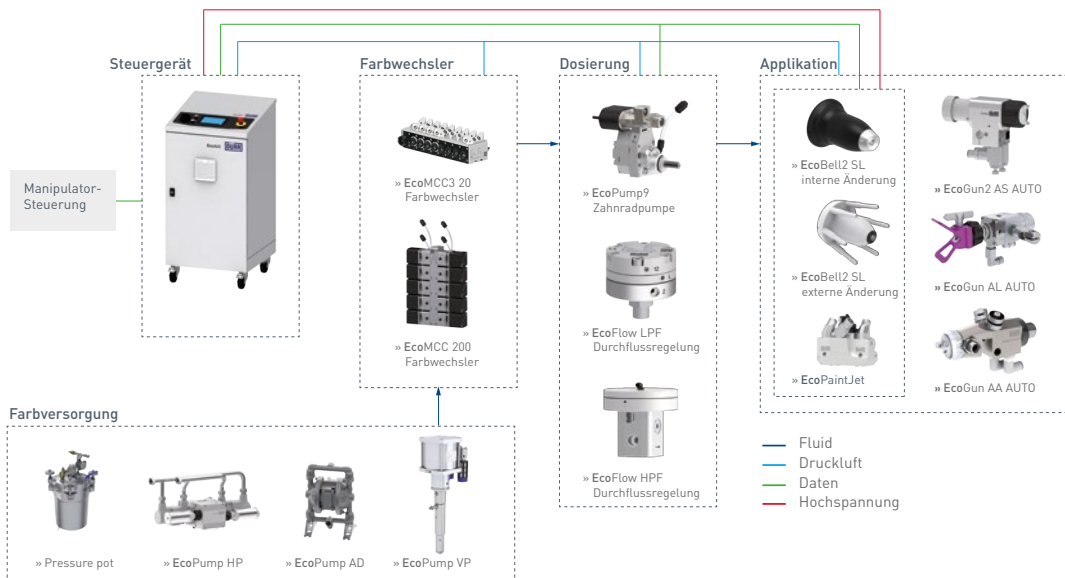 Steuergerät
Manipulator-
Steuerung
Farbwechsler
» EcoMCC3 20
Farbwechsler
» EcoMCC 200
Farbwechsler
Dosierung
» EcoPump9
Zahnradpumpe
» EcoFlow LPF
Durchflussregelung
» EcoFlow HPF
Durchflussregelung
Applikation
» EcoBell2 SL
interne Änderung
» EcoBell2 SL
externe Änderung
» EcoPaintJet
» EcoGun2 AS AUTO
» EcoGun AL AUTO
» EcoGun AA AUTO
Farbversorgung
» Pressure pot
» EcoPump HP
» EcoPump AD
» EcoPump VP
Fluid
Druckluft
Daten
Hochspannung